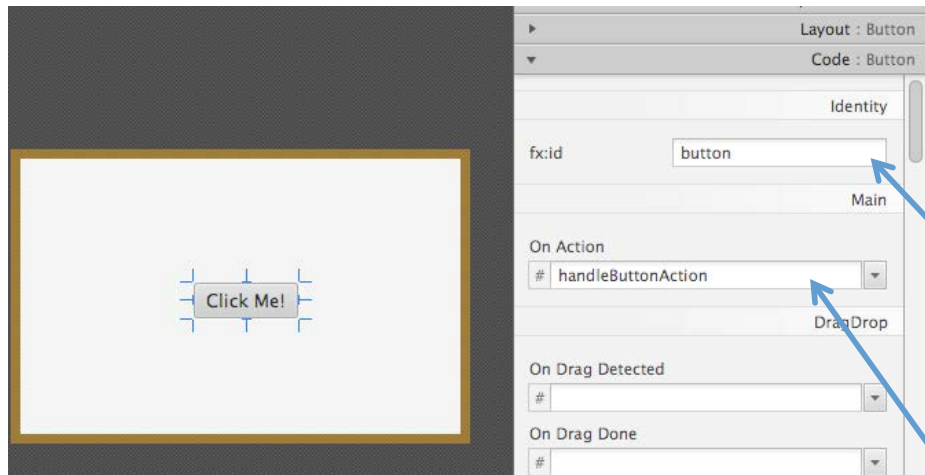 Layout : Button
Code : Button
Identity
fx:id
button
Main
On Action
# handleButtonAction
Click Me!
DragDrop
On Drag Detected
#
On Drag Done
#